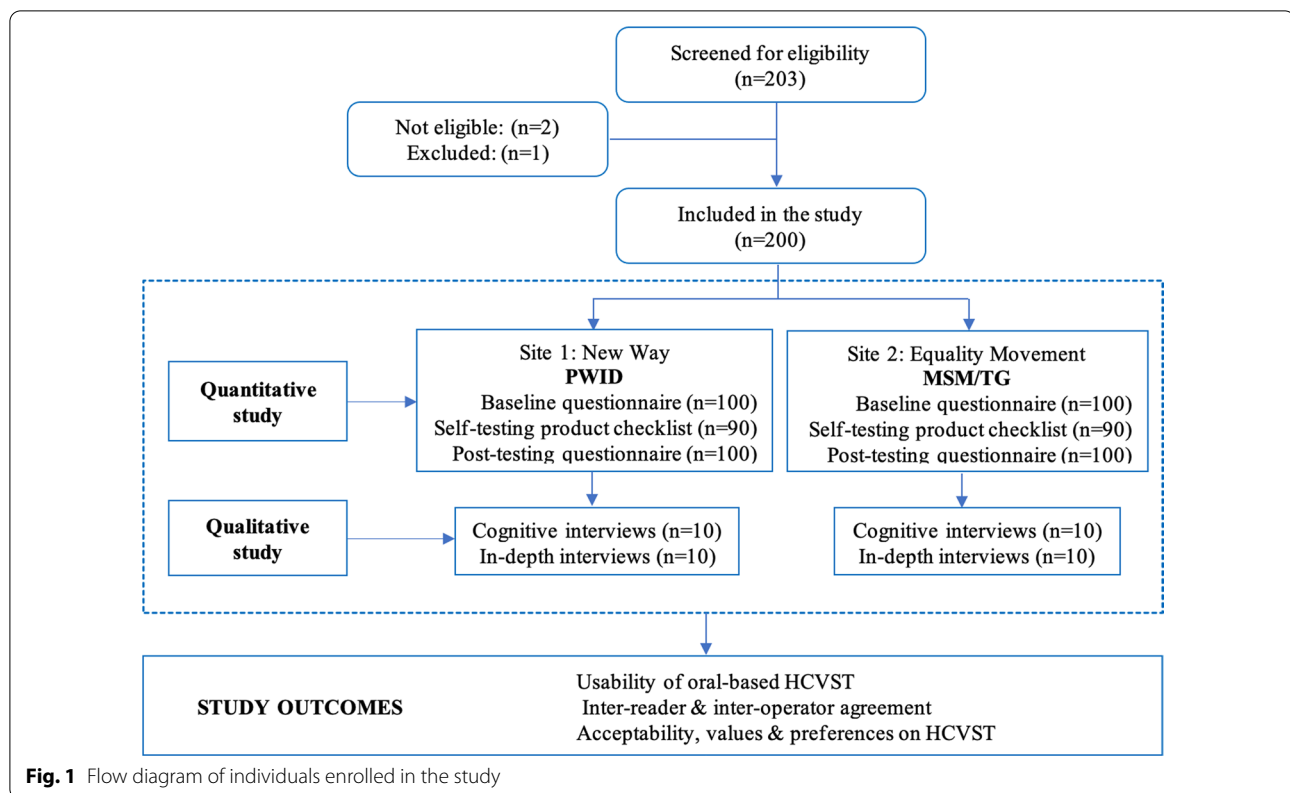 Screened for eligibility
(n=203)
Not eligible: (n=2)
Excluded: (n=1)
Included in the study
(n=200)
Quantitative
study
Site 1: New Way
PWID
Baseline questionnaire (n=100)
Self-testing product checklist (n=90)
Post-testing questionnaire (n=100)
Site 2: Equality Movement
MSM/TG
Baseline questionnaire (n=100)
Self-testing product checklist (n=90)
Post-testing questionnaire (n=100)
Qualitative
study
Cognitive interviews (n=10)
In-depth interviews (n=10)
Cognitive interviews (n=10)
In-depth interviews (n=10)
STUDY OUTCOMES
Usability of oral-based HCVST
Inter-reader & inter-operator agreement
Acceptability, values & preferences on HCVST
Fig. 1 Flow diagram of individuals enrolled in the study